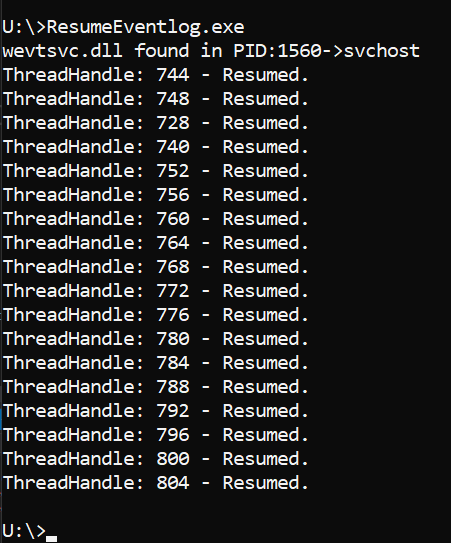 U:\>ResumeEventlog.exe
wevtsvc.dll found in PID:1560->svchost
ThreadHandle: 744 - Resumed.
ThreadHandle: 748 - Resumed.
ThreadHandle: 728 - Resumed.
ThreadHandle: 740 - Resumed.
ThreadHandle: 752 - Resumed.
ThreadHandle: 756 - Resumed.
ThreadHandle: 760 - Resumed.
ThreadHandle: 764 - Resumed.
ThreadHandle: 768 - Resumed.
ThreadHandle: 772 - Resumed.
ThreadHandle: 776 - Resumed.
ThreadHandle: 780 - Resumed.
ThreadHandle: 784 - Resumed.
ThreadHandle: 788 - Resumed.
ThreadHandle: 792 - Resumed.
ThreadHandle: 796 - Resumed.
ThreadHandle: 800 - Resumed.
ThreadHandle: 804 - Resumed.
U:\>